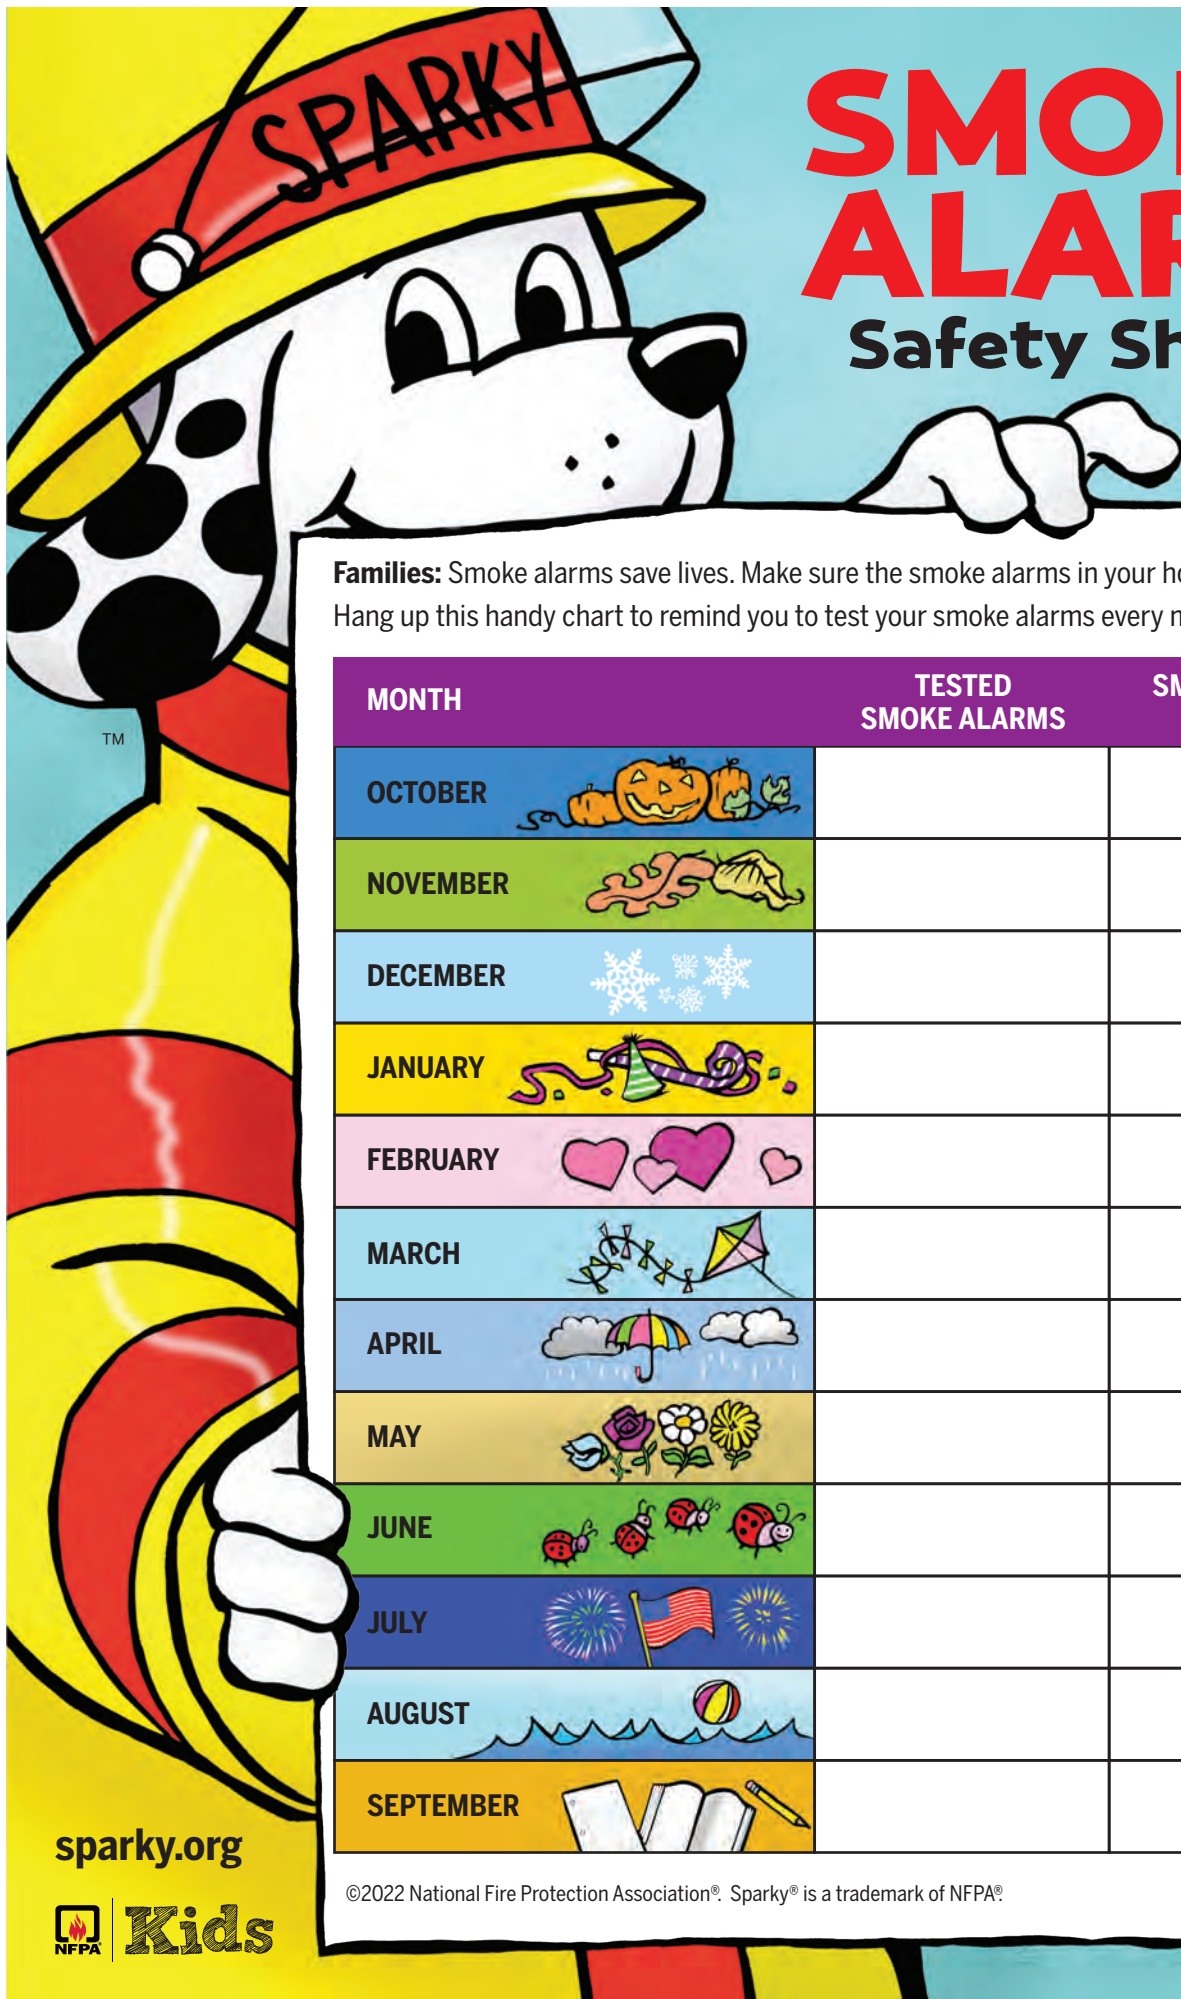 SPARKY
SMO
ALAR
Safety Sh
Families: Smoke alarms save lives. Make sure the smoke alarms in your ho
Hang up this handy chart to remind you to test your smoke alarms every
MONTH
TESTED
SMOKE ALARMS
SM
OCTOBER
NOVEMBER
DECEMBER
JANUARY
FEBRUARY
MARCH
APRIL
MAY
JUNE
JULY
AUGUST
SEPTEMBER
TM
sparky.org
NFPA®
Kids
©2022 National Fire Protection Association®. Sparky® is a trademark of NFPA®.